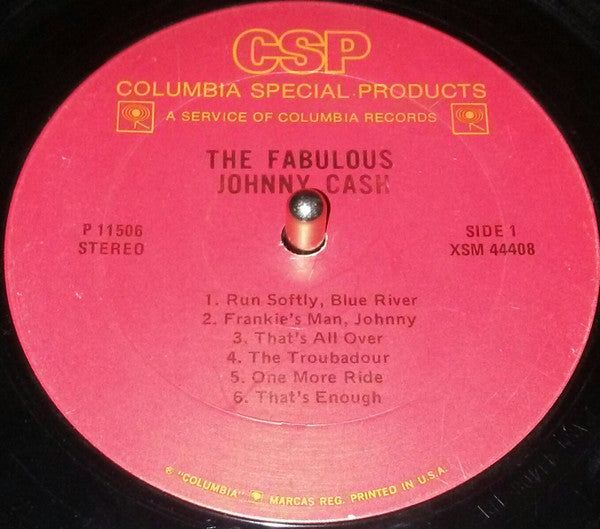 CSP
COLUMBIA SPECIAL PRODUCTS
A SERVICE OF COLUMBIA RECORDS
THE FABULOUS
JOHNNY CASH
P 11506
STEREO
SIDE 1
XSM 44408
1. Run Softly, Blue River
2. Frankie's Man, Johnny
3. That's All Over
4. The Troubadour
5. One More Ride
6. That's Enough
"COLUMBIA" MARCAS REG. PRINTED IN U.S.A.